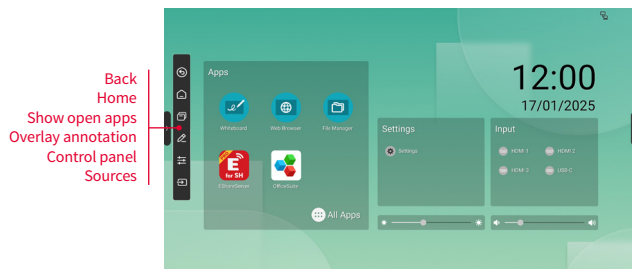 Back
Home
Show open apps
Overlay annotation
Control panel
Sources
12:00
17/01/2025
Apps
Whiteboard
Web Browser
File Manager
PRO
E
for SH
EShareServer
OfficeSuite
All Apps
Settings
Settings
Input
HDMI 1
HDMI 2
HDMI 3
USB-C